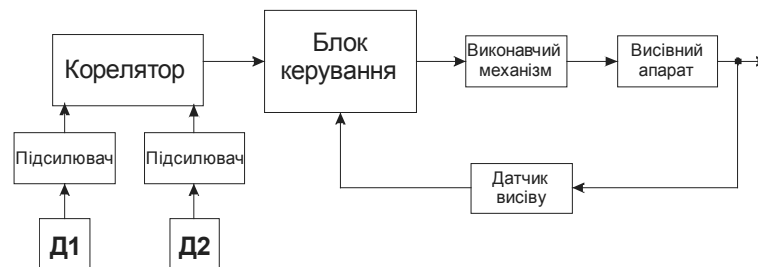 Корелятор
Блок
керування
Виконавчий
механізм
Висівний
апарат
Підсилювач
Підсилювач
Датчик
висіву
Д1
Д2